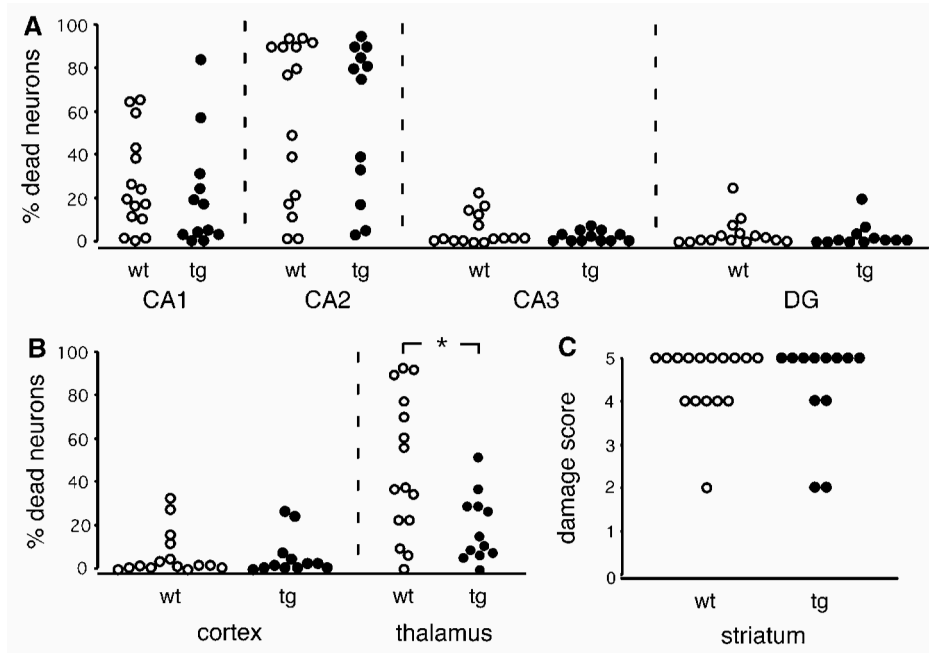 A
% dead neurons
100
80
60
40
20
0
wt tg wt tg wt tg wt tg
CA1 CA2 CA3 DG
B
% dead neurons
100
80
60
40
20
0
*
wt tg wt tg
cortex thalamus
C
damage score
5
4
3
2
1
0
wt tg
striatum